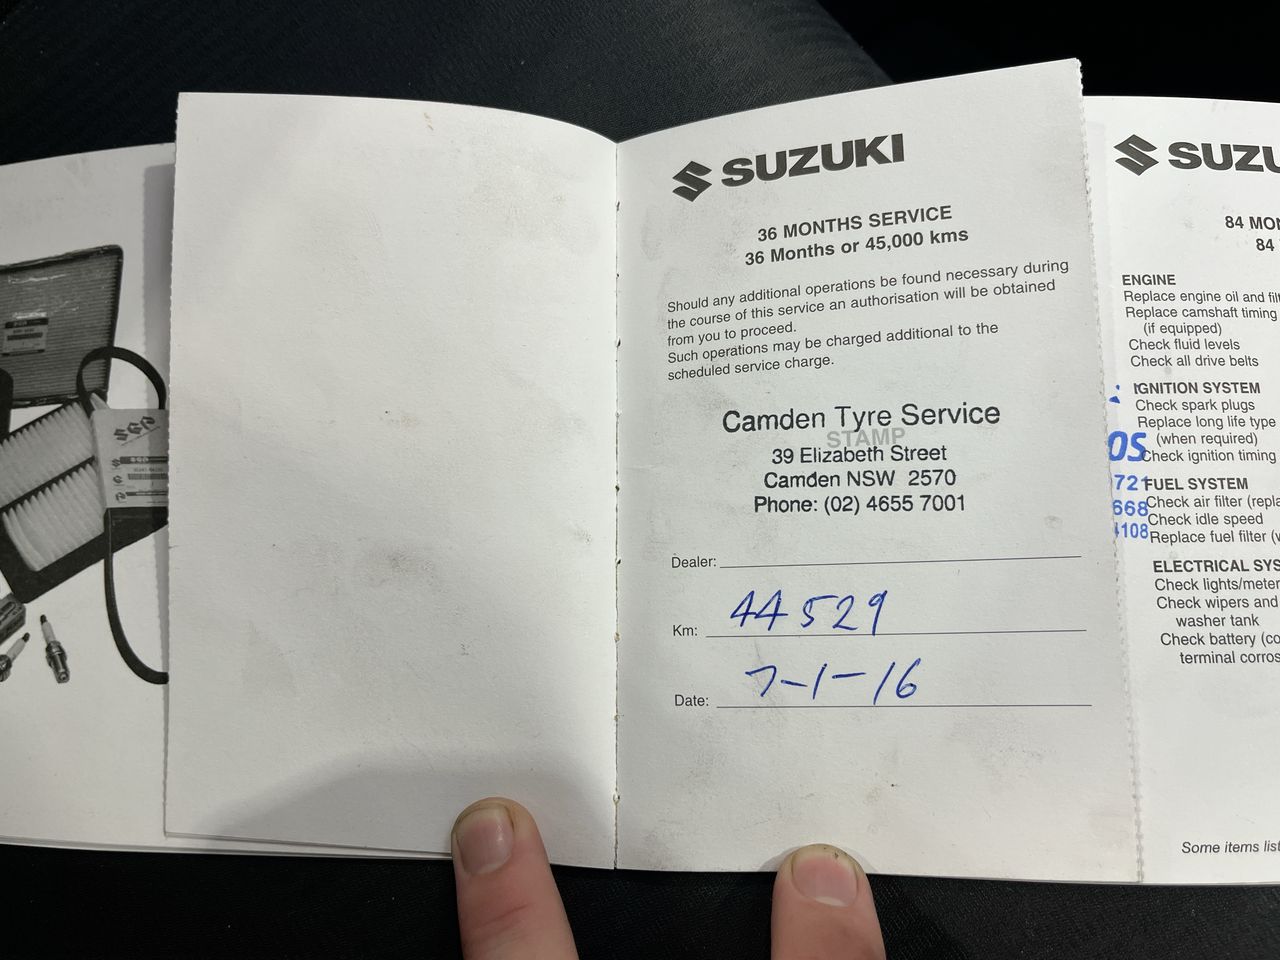 SUZUKI
36 MONTHS SERVICE
36 Months or 45,000 kms
Should any additional operations be found necessary during
the course of this service an authorisation will be obtained
from you to proceed.
Such operations may be charged additional to the
scheduled service charge.
Camden Tyre Service
STAMP
39 Elizabeth Street
Camden NSW 2570
Phone: (02) 4655 7001
Dealer:
Km: 44529
Date: 7-1-16
SUZU
84 MON
84
ENGINE
Replace engine oil and filt
Replace camshaft timing
(if equipped)
Check fluid levels
Check all drive belts
IGNITION SYSTEM
Check spark plugs
Replace long life type
(when required)
Check ignition timing
OS
721
668
108
FUEL SYSTEM
Check air filter (repla
Check idle speed
Replace fuel filter (w
ELECTRICAL SYS
Check lights/meter
Check wipers and
washer tank
Check battery (co
terminal corros
Some items list